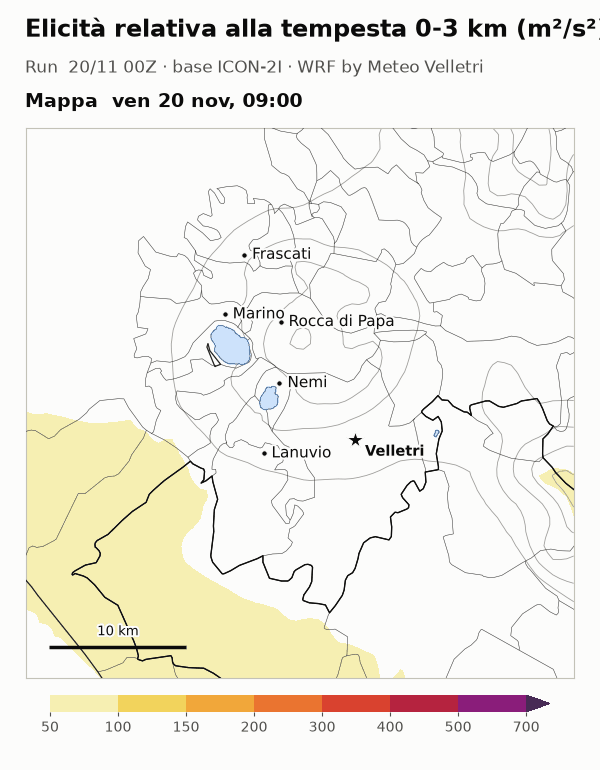 Elicità relativa alla tempesta 0-3 km (m²/s²)
Run 20/11 00Z · base ICON-2I · WRF by Meteo Velletri
Mappa ven 20 nov, 09:00
Frascati
Marino
Rocca di Papa
Nemi
Velletri
Lanuvio
10 km
50 100 150 200 300 400 500 700